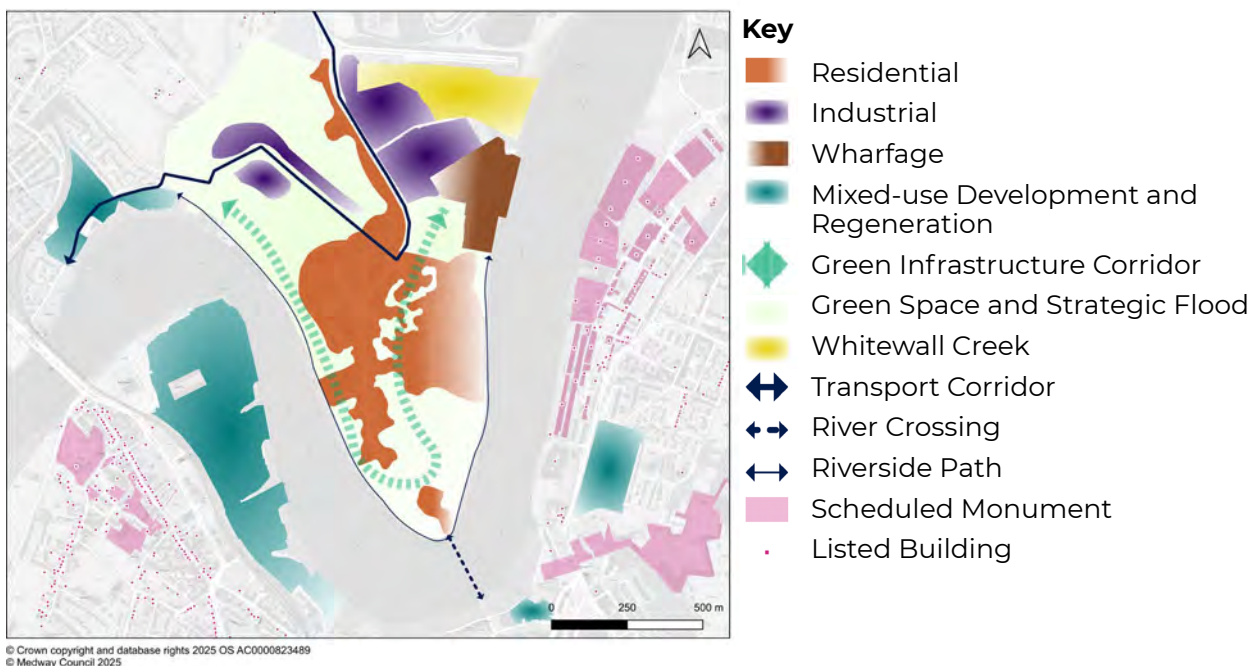 Key
Residential
Industrial
Wharfage
Mixed-use Development and
Regeneration
Green Infrastructure Corridor
Green Space and Strategic Flood
Whitewall Creek
Transport Corridor
River Crossing
Riverside Path
Scheduled Monument
Listed Building
0 250 500 m
© Crown copyright and database rights 2025 OS AC0000823489
© Medway Council 2025